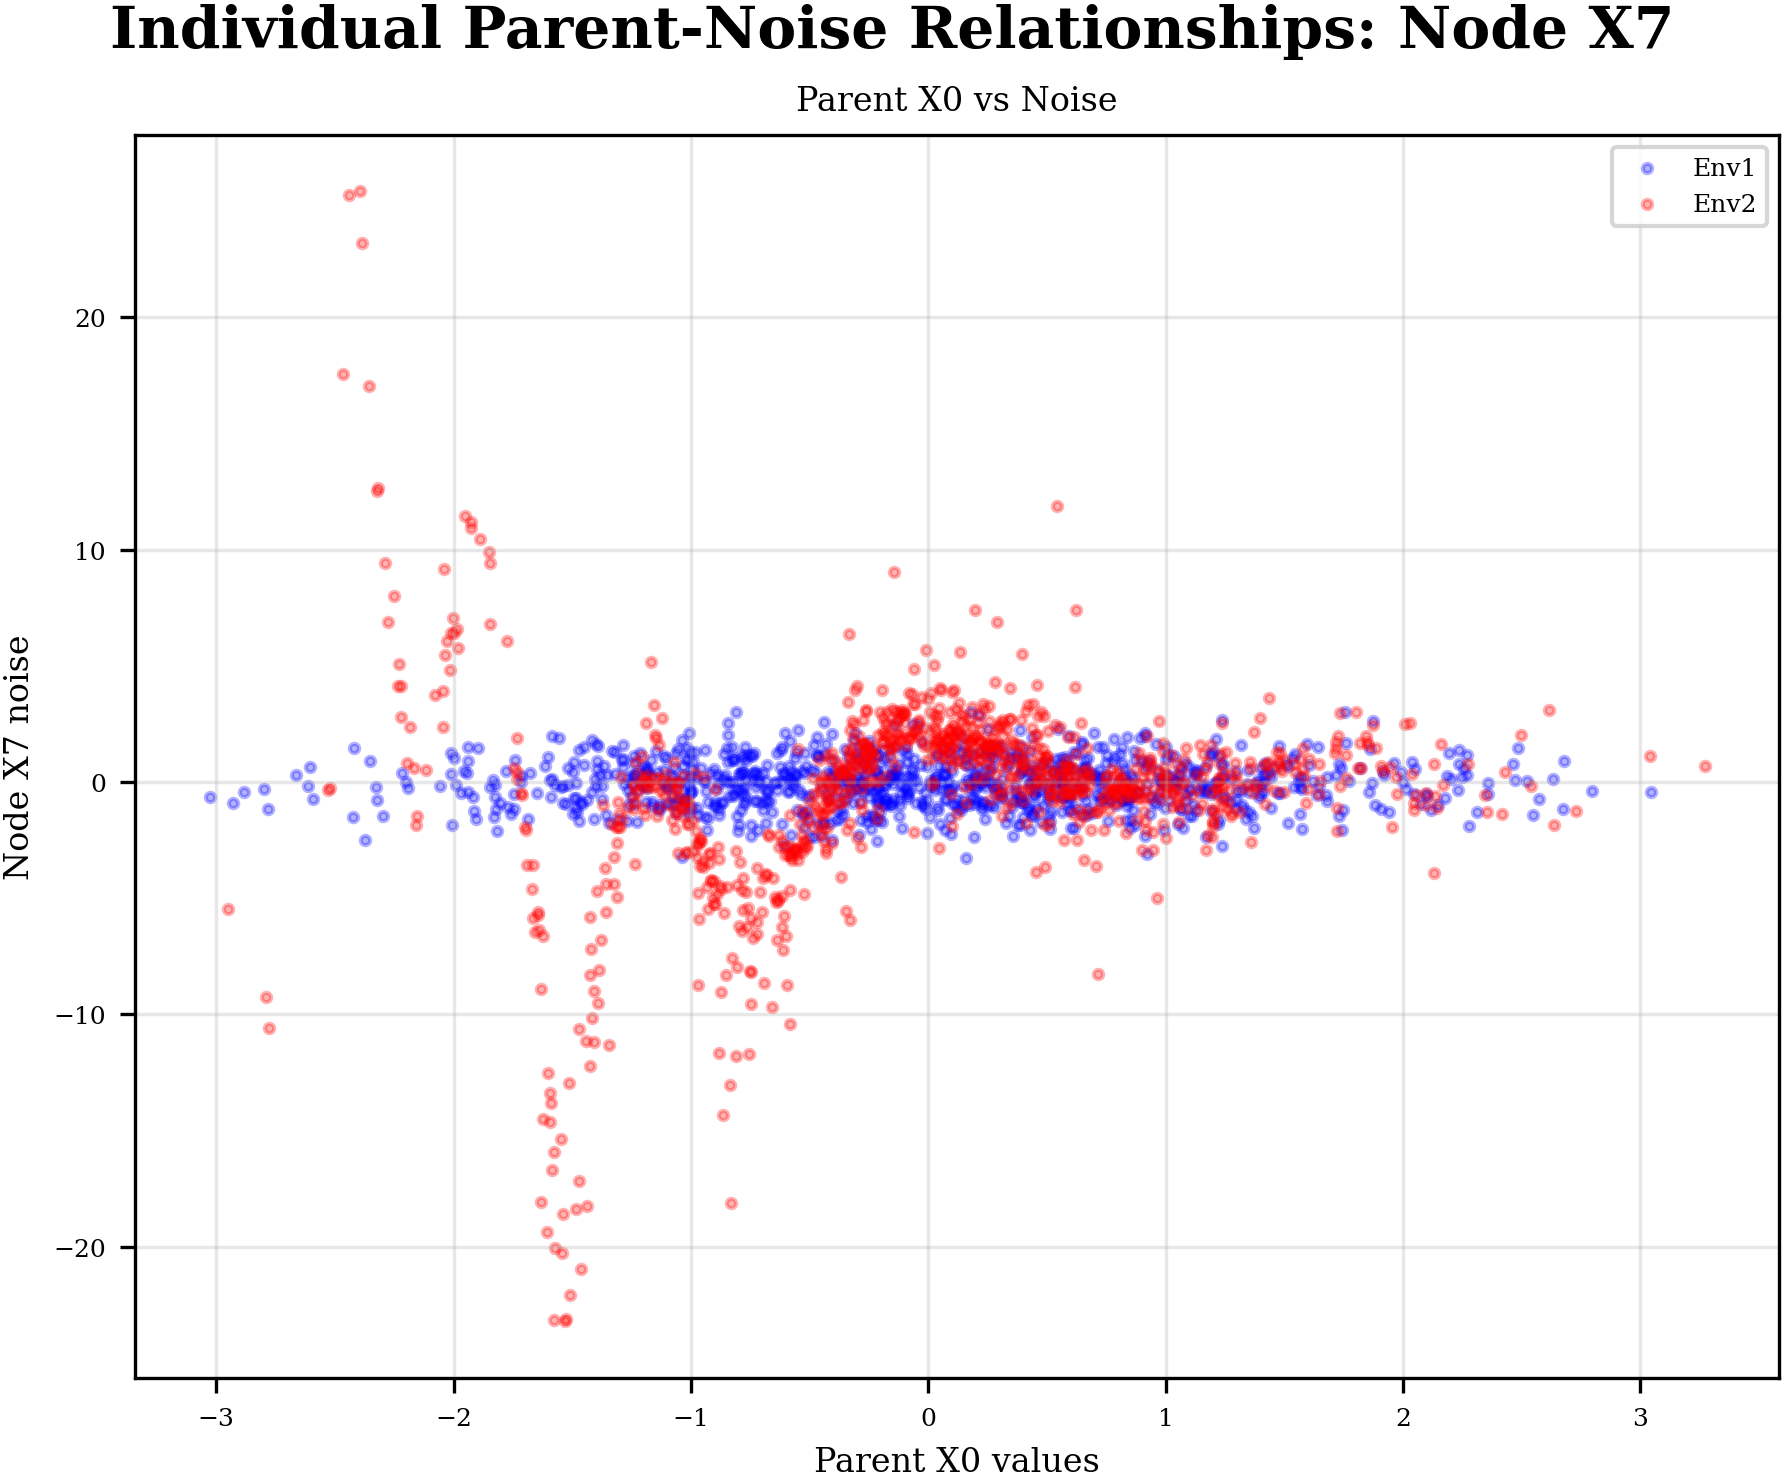 Individual Parent-Noise Relationships: Node X7
Parent X0 vs Noise
Env1
Env2
Node X7 noise
20
10
0
−10
−20
−3
−2
−1
0
1
2
3
Parent X0 values